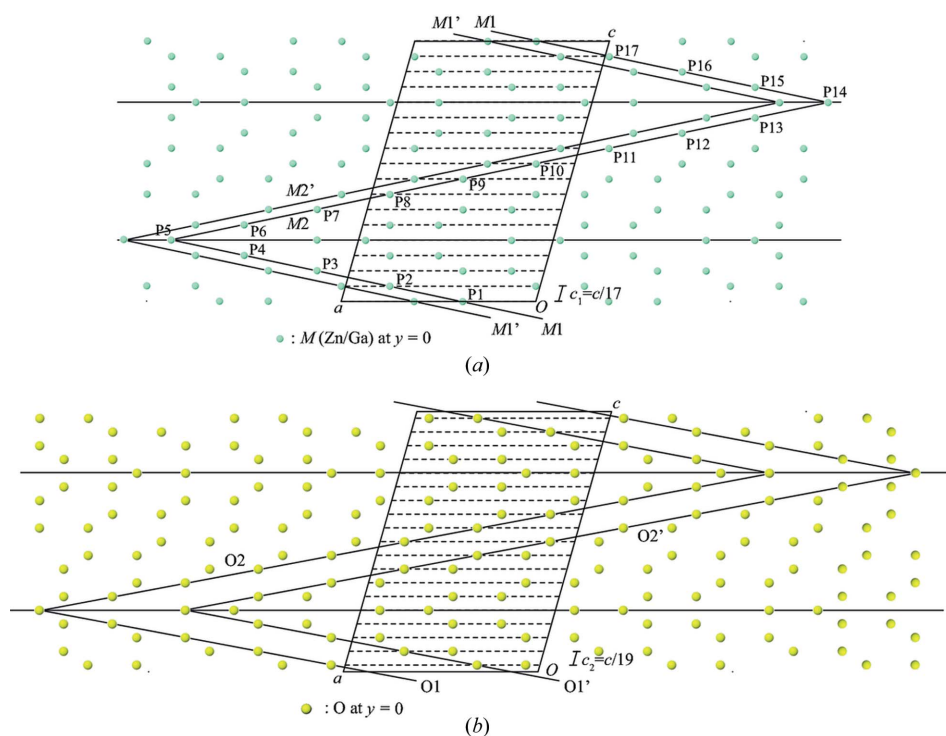 M1' M1
c
P17
P16
P15
P14
P13
P12
P11
P10
P9
M2'
P8
P7
M2
P5 P6
P4
P3
P2
P1
a O
c₁=c/17
M1' M1
: M (Zn/Ga) at y = 0
(a)
c
O2
O2'
c₂=c/19
a O
O1 O1'
: O at y = 0
(b)